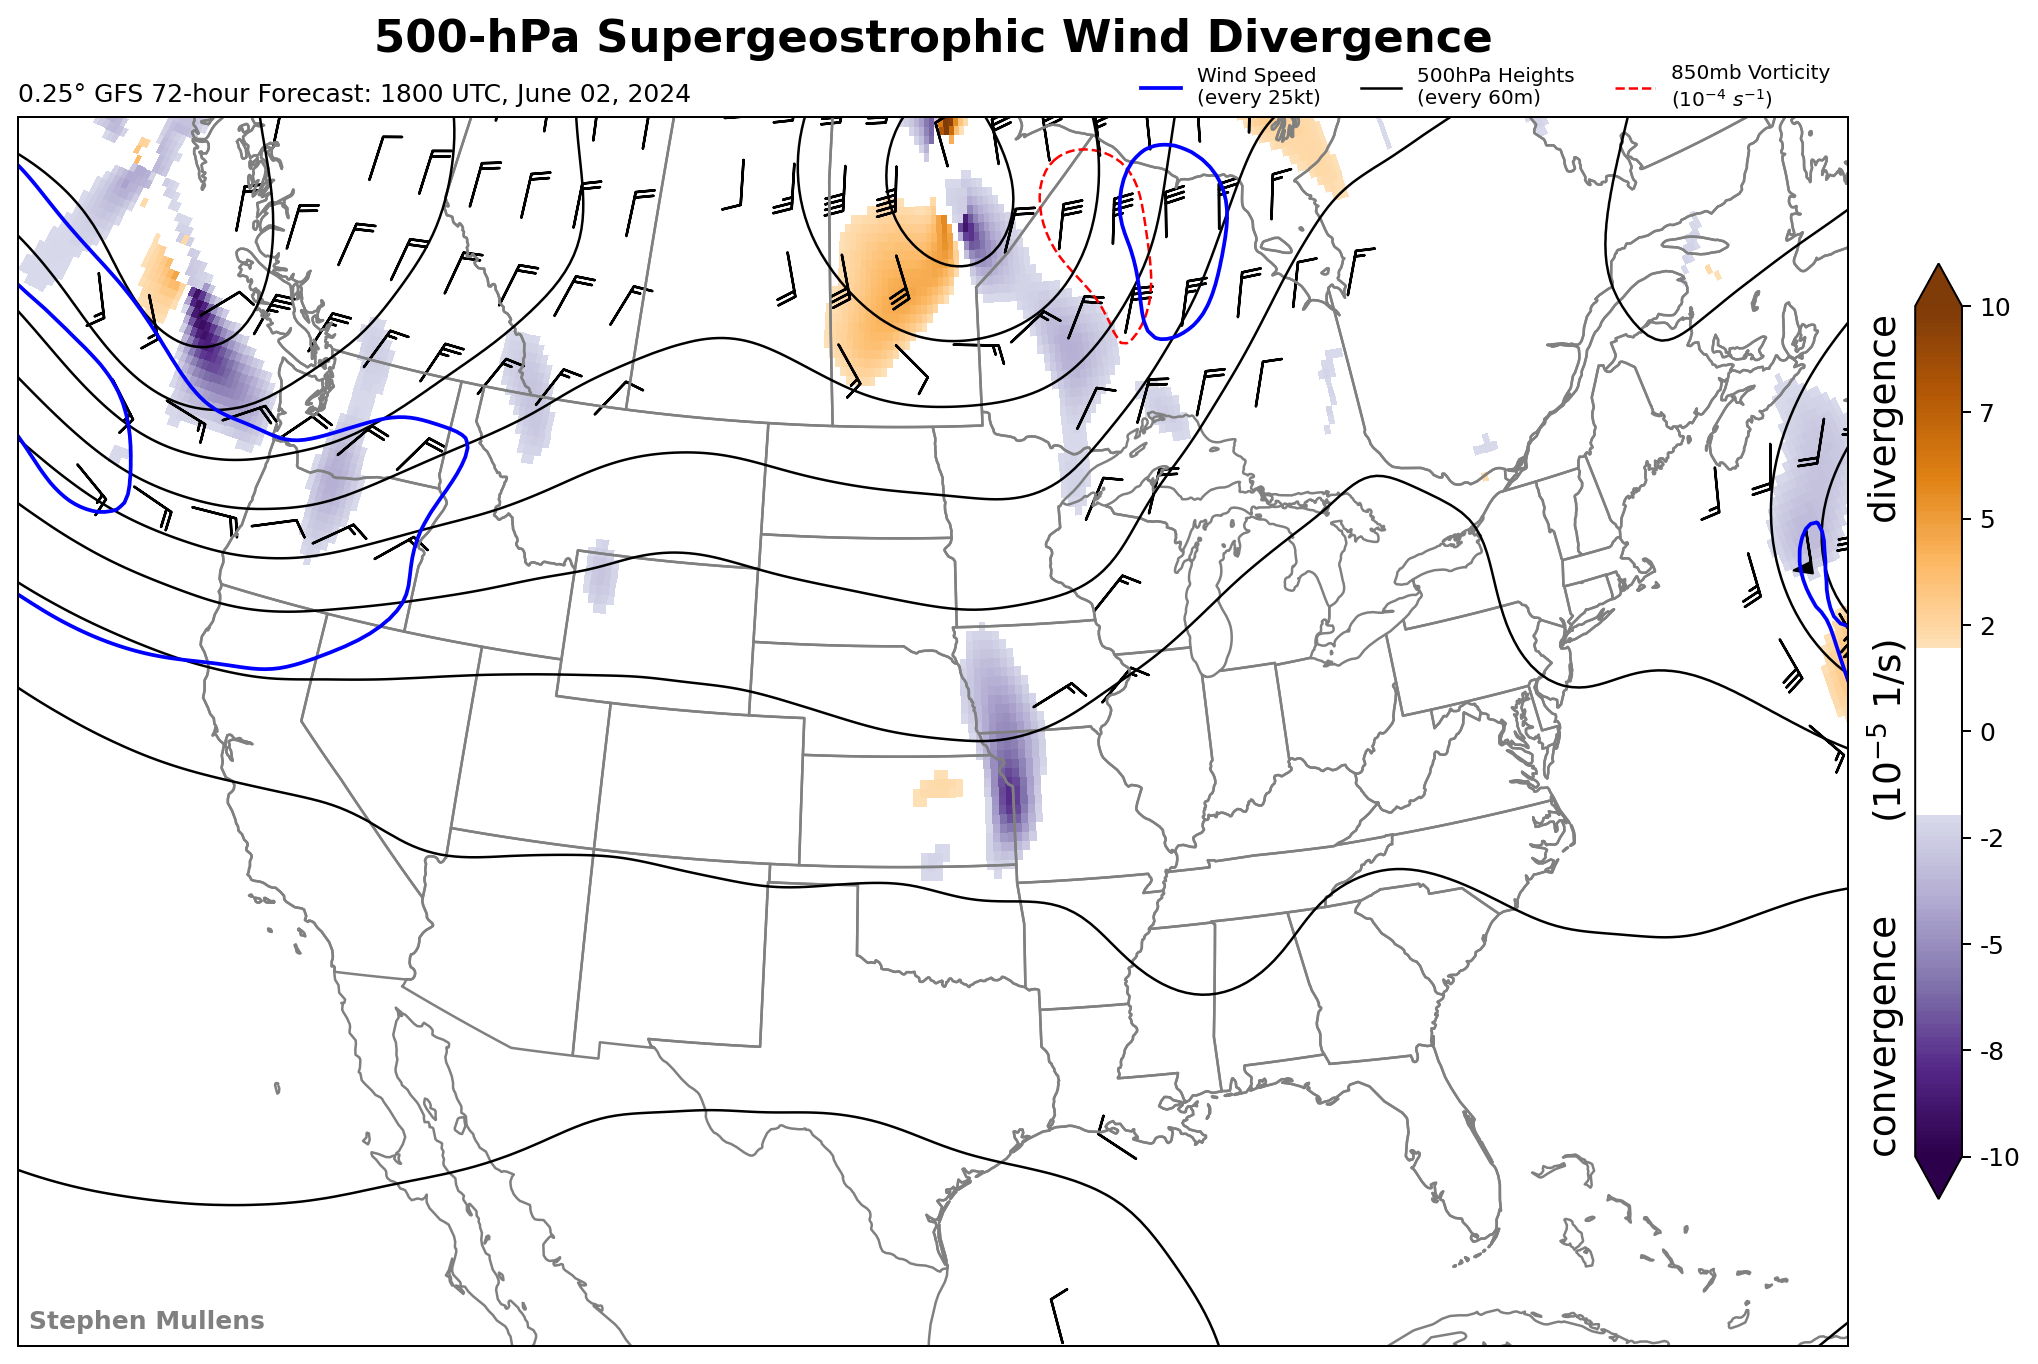 500-hPa Supergeostrophic Wind Divergence
0.25° GFS 72-hour Forecast: 1800 UTC, June 02, 2024
Wind Speed
(every 25kt)
500hPa Heights
(every 60m)
850mb Vorticity
(10⁻⁴ s⁻¹)
10
7
5
2
0
-2
-5
-8
-10
convergence (10⁻⁵ 1/s) divergence
Stephen Mullens